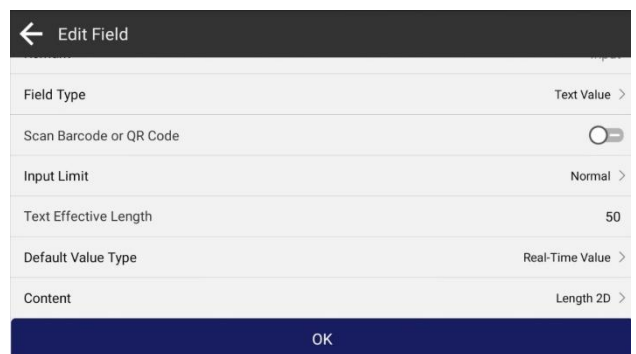 Edit Field
Field Type Text Value
Scan Barcode or QR Code
Input Limit Normal
Text Effective Length 50
Default Value Type Real-Time Value
Content Length 2D
OK